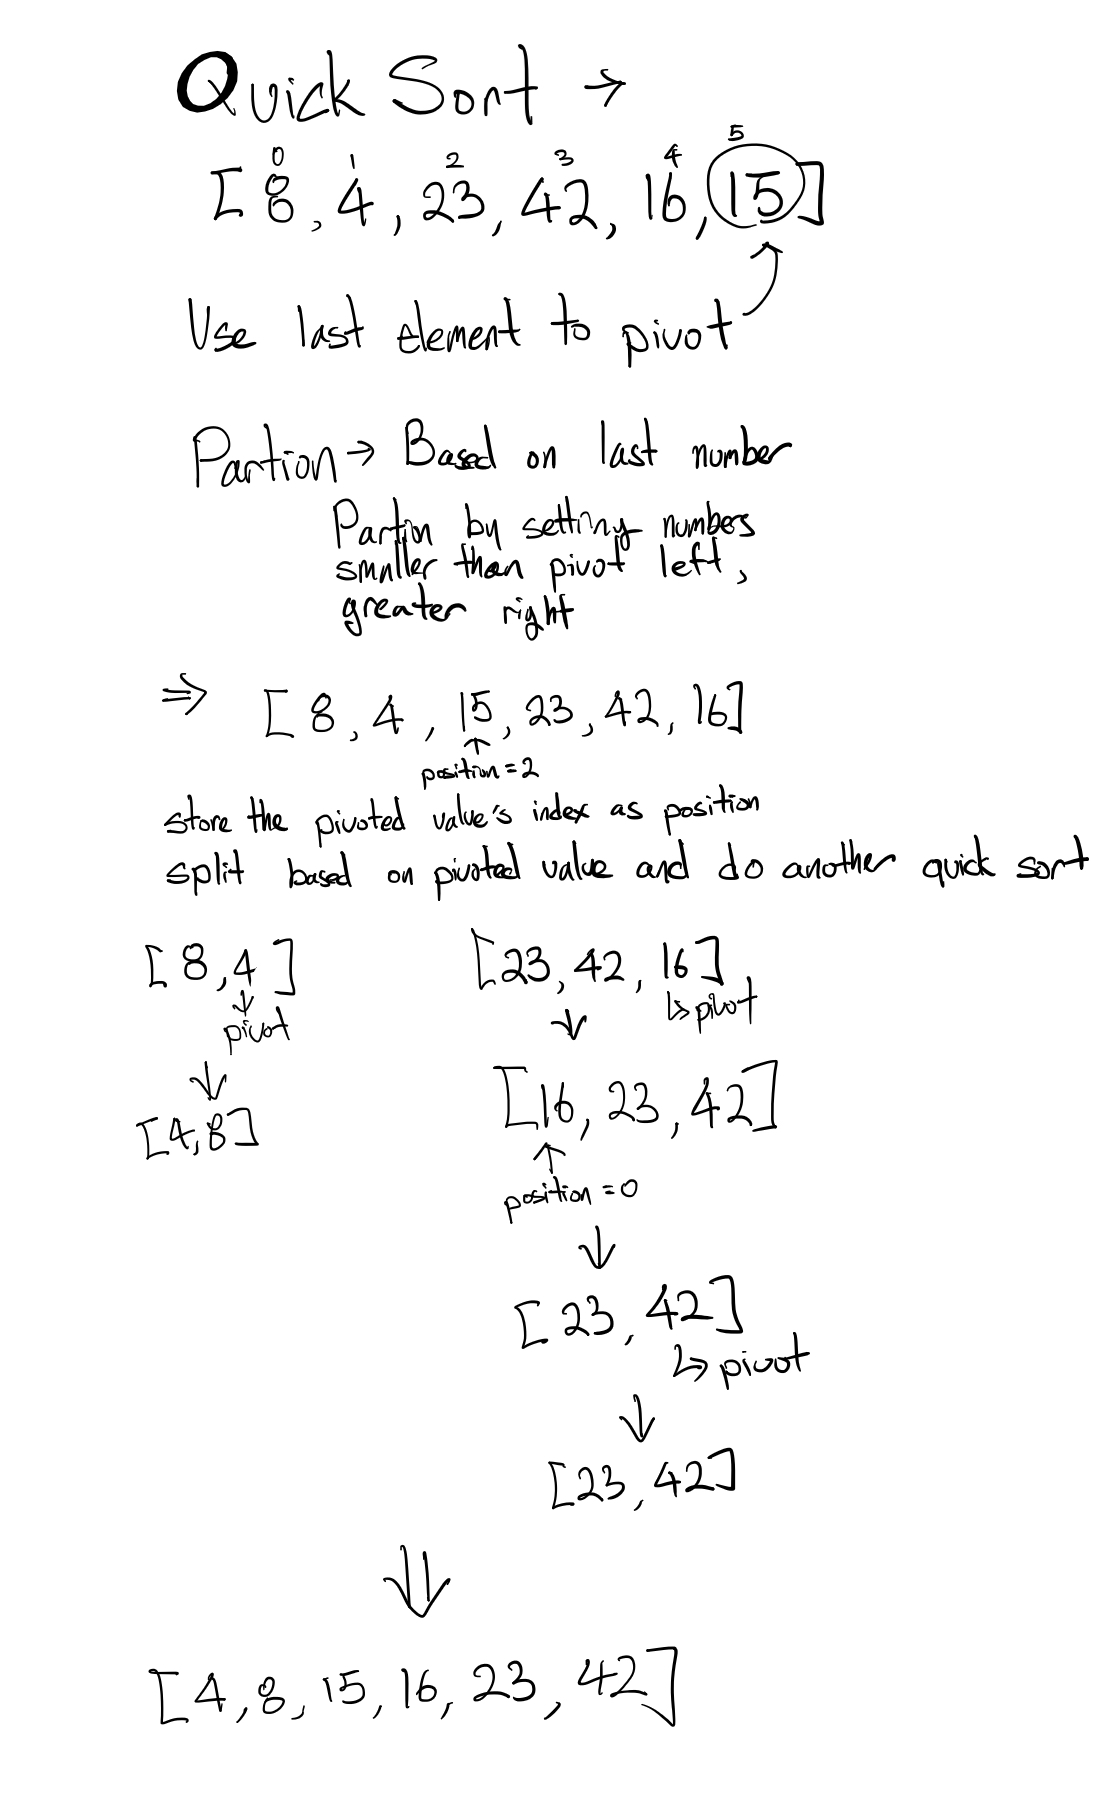 Quick Sort →
0 1 2 3 4 5
[8, 4, 23, 42, 16, 15]
Use last element to pivot
Partion → Based on last number
Partin by setting numbers
smaller than pivot left,
greater right
⇒ [8, 4, 15, 23, 42, 16]
↑
position = 2
store the pivoted value's index as position
split based on pivoted value and do another quick sort
[8, 4] [23, 42, 16]
↓ ↓ ↳ pivot
pivot
↓ [16, 23, 42]
[4, 8] ↑
position = 0
↓
[23, 42]
↳ pivot
↓
[23, 42]
⇓
[4, 8, 15, 16, 23, 42]